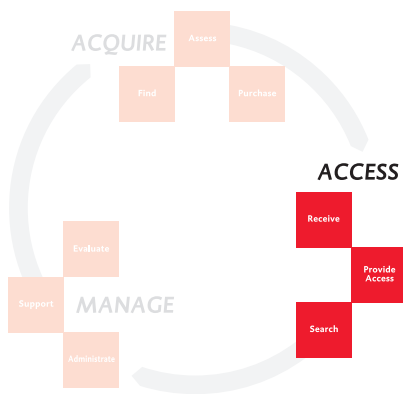 ACQUIRE
Assess
Find
Purchase
ACCESS
Receive
Provide
Access
Search
Evaluate
Support
MANAGE
Administrate